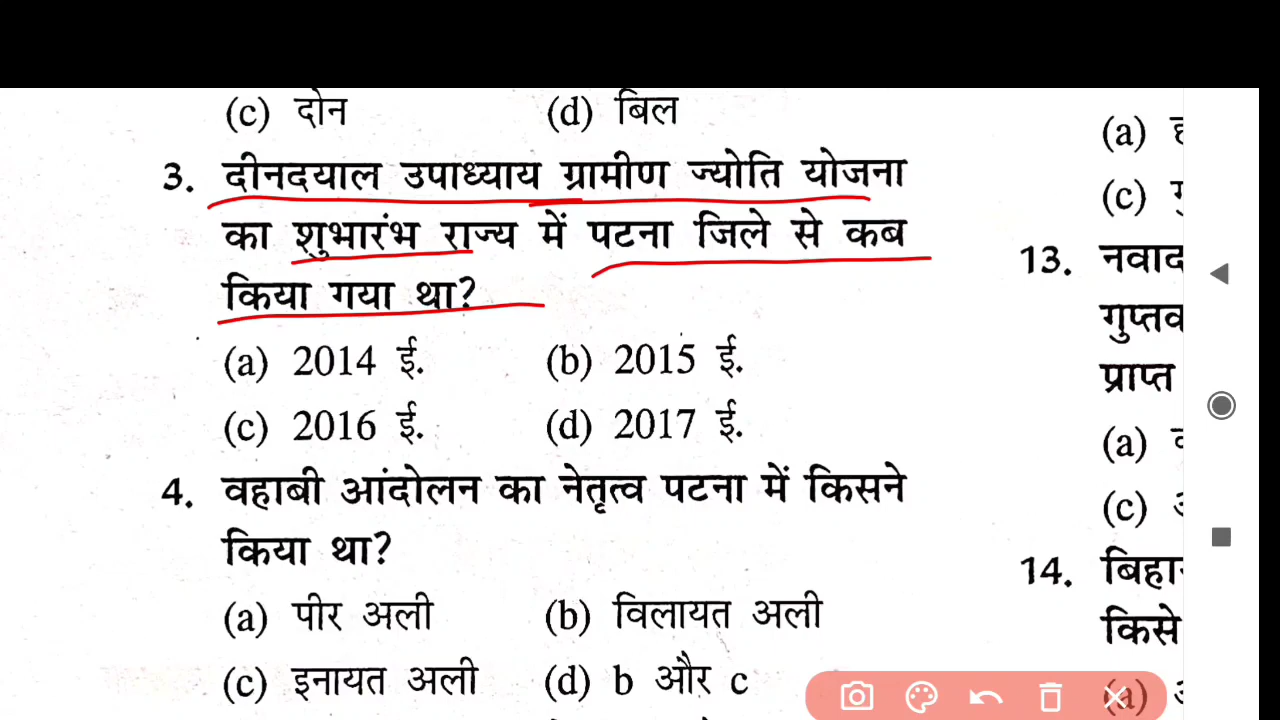 (c) दोन (d) बिल
3. दीनदयाल उपाध्याय ग्रामीण ज्योति योजना
का शुभारंभ राज्य में पटना जिले से कब
किया गया था?
(a) 2014 ई. (b) 2015 ई.
(c) 2016 ई. (d) 2017 ई.
4. वहाबी आंदोलन का नेतृत्व पटना में किसने
किया था?
(a) पीर अली (b) विलायत अली
(c) इनायत अली (d) b और c
(a)
(c)
13. नवाद
गुप्तव
प्राप्त
(a)
(c)
14. बिहा
किसे
(a)